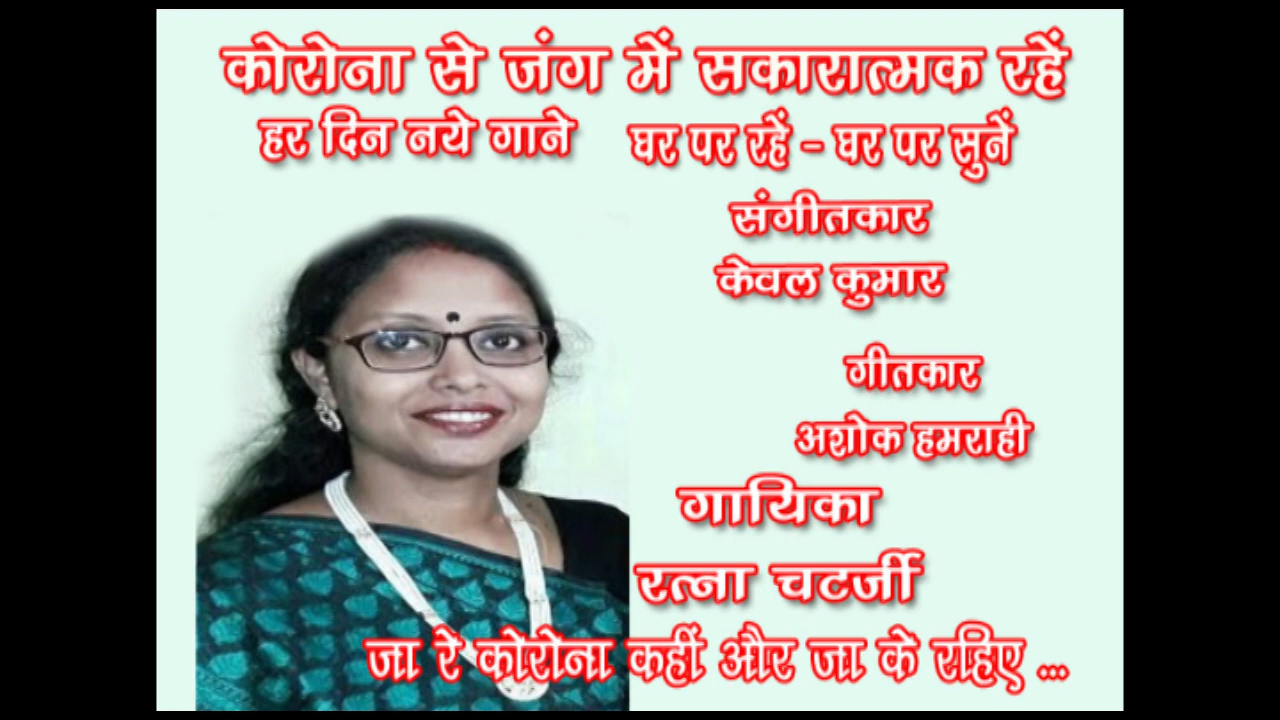 कोरोना से जंग में सकारात्मक रहें
हर दिन नये गाने घर पर रहें - घर पर सुनें
संगीतकार
केवल कुमार
गीतकार
अशोक हमराही
गायिका
रत्ना चटर्जी
जा रे कोरोना कहीं और जा के रहिए ...